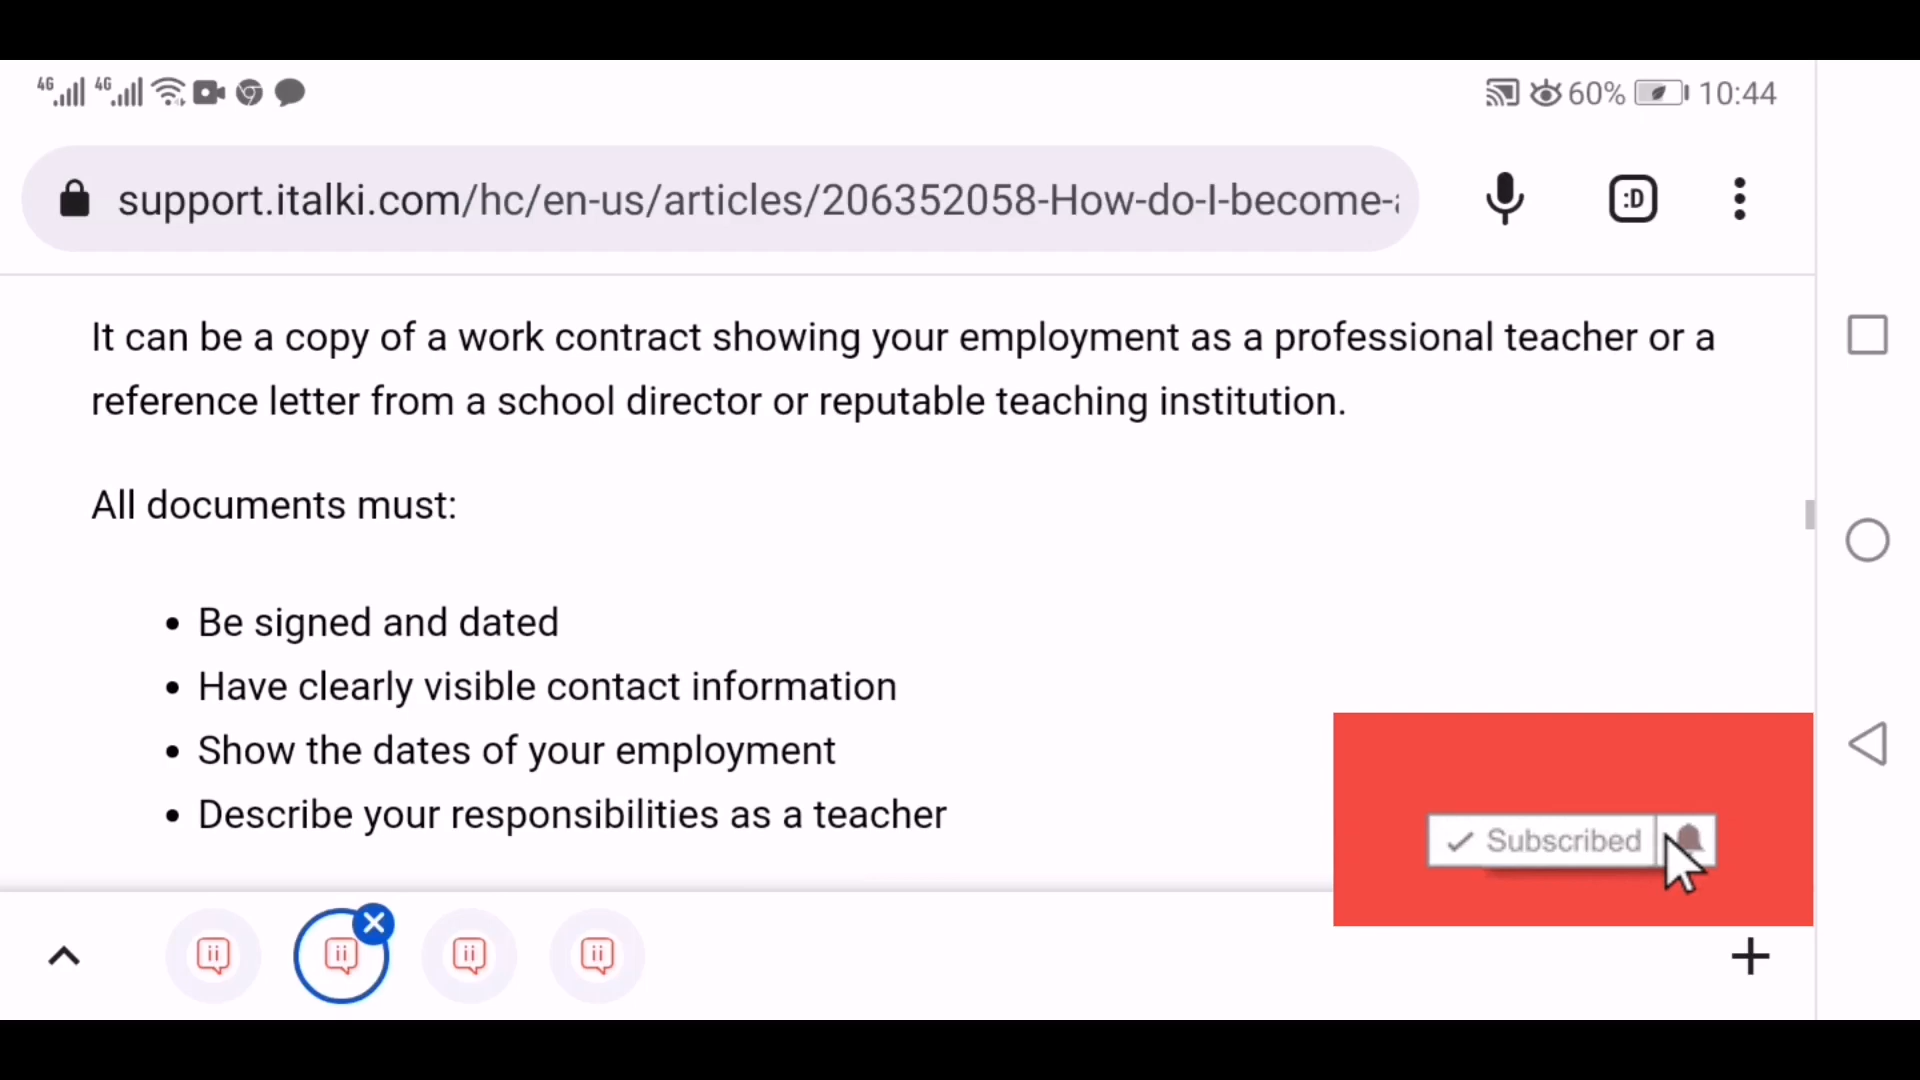 4G 4G 60% 10:44
support.italki.com/hc/en-us/articles/206352058-How-do-I-become-
:D
It can be a copy of a work contract showing your employment as a professional teacher or a
reference letter from a school director or reputable teaching institution.
All documents must:
• Be signed and dated
• Have clearly visible contact information
• Show the dates of your employment
• Describe your responsibilities as a teacher
Subscribed